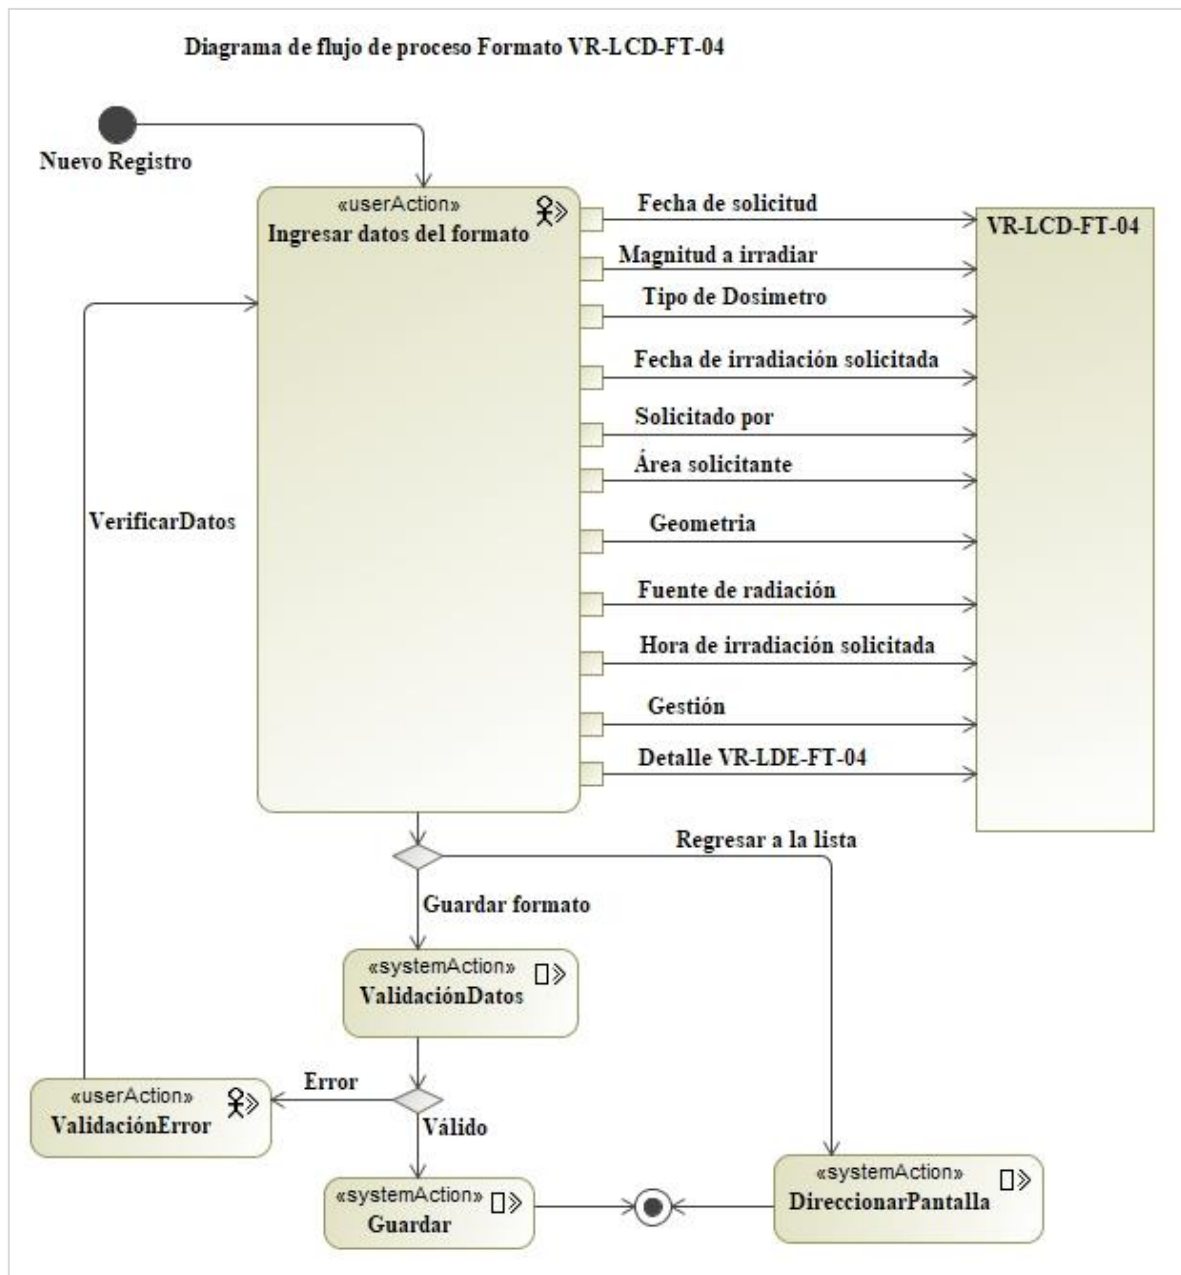 Diagrama de flujo de proceso Formato VR-LCD-FT-04
Nuevo Registro
«userAction»
Ingresar datos del formato
Fecha de solicitud
VR-LCD-FT-04
Magnitud a irradiar
Tipo de Dosimetro
Fecha de irradiación solicitada
Solicitado por
Área solicitante
Geometria
Fuente de radiación
Hora de irradiación solicitada
Gestión
Detalle VR-LDE-FT-04
VerificarDatos
Regresar a la lista
Guardar formato
«systemAction»
ValidaciónDatos
Error
«userAction»
ValidaciónError
Válido
«systemAction»
Guardar
«systemAction»
DireccionarPantalla